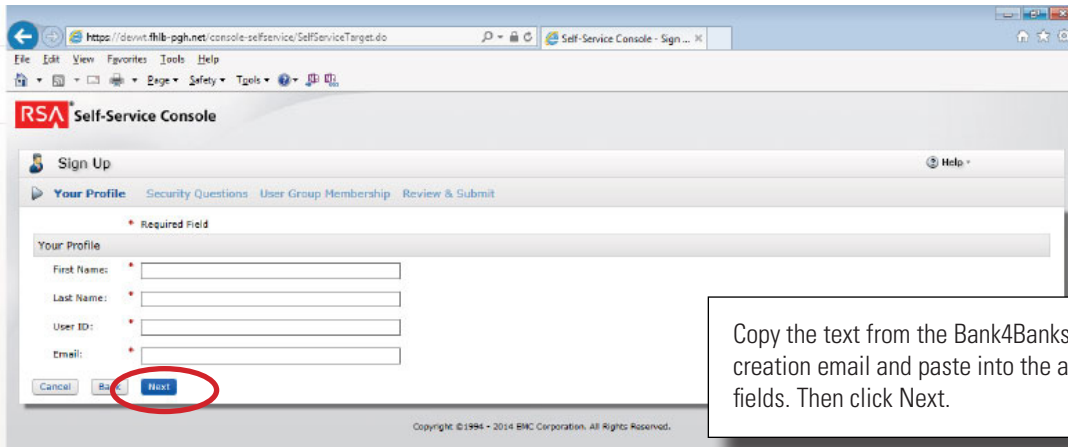 https://devwt.fhlb-pgh.net/console-selfservice/SelfServiceTarget.do
Self-Service Console - Sign ...
File Edit View Favorites Tools Help
Page Safety Tools
RSA Self-Service Console
Sign Up
Help
Your Profile Security Questions User Group Membership Review & Submit
* Required Field
Your Profile
First Name: *
Last Name: *
User ID: *
Email: *
Cancel Back Next
Copy the text from the Bank4Banks
creation email and paste into the a
fields. Then click Next.
Copyright ©1994 - 2014 EMC Corporation. All Rights Reserved.